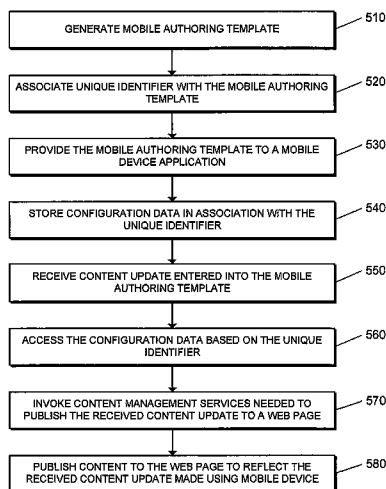 GENERATE MOBILE AUTHORING TEMPLATE
510
ASSOCIATE UNIQUE IDENTIFIER WITH THE MOBILE AUTHORING
TEMPLATE
520
PROVIDE THE MOBILE AUTHORING TEMPLATE TO A MOBILE
DEVICE APPLICATION
530
STORE CONFIGURATION DATA IN ASSOCIATION WITH THE
UNIQUE IDENTIFIER
540
RECEIVE CONTENT UPDATE ENTERED INTO THE MOBILE
AUTHORING TEMPLATE
550
ACCESS THE CONFIGURATION DATA BASED ON THE UNIQUE
IDENTIFIER
560
INVOKE CONTENT MANAGEMENT SERVICES NEEDED TO
PUBLISH THE RECEIVED CONTENT UPDATE TO A WEB PAGE
570
PUBLISH CONTENT TO THE WEB PAGE TO REFLECT THE
RECEIVED CONTENT UPDATE MADE USING MOBILE DEVICE
580